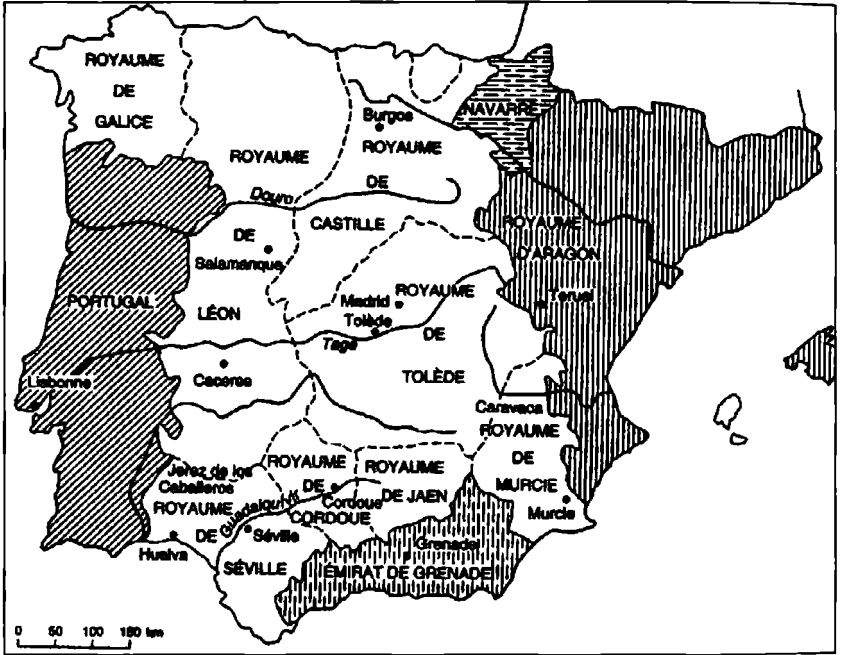 ROYAUME
DE
GALICE
NAVARRE
Burgos
ROYAUME
DE
CASTILLE
ROYAUME
DE
LÉON
Douro
Salamanque
ROYAUME
D'ARAGON
Teruel
PORTUGAL
Lisbonne
Madrid
Tolède
Tage
ROYAUME
DE
TOLÈDE
Caceres
Caravaca
ROYAUME
DE
MURCIE
Murcie
Jerez de los
Caballeros
ROYAUME
DE
SÉVILLE
Guadalquivir
Séville
Huelva
ROYAUME
DE
CORDOUE
Cordoue
ROYAUME
DE JAEN
Grenade
EMIRAT DE GRENADE
0 50 100 150 km